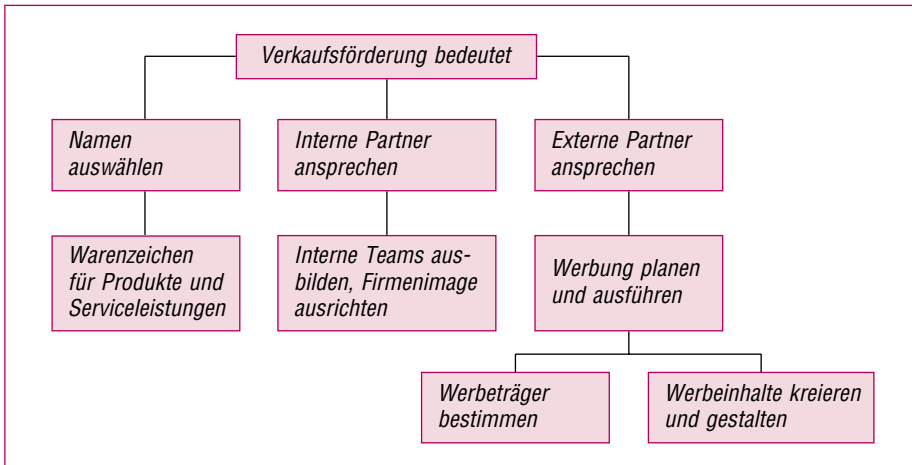 Verkaufsförderung bedeutet
Namen
auswählen
Interne Partner
ansprechen
Externe Partner
ansprechen
Warenzeichen
für Produkte und
Serviceleistungen
Interne Teams aus-
bilden, Firmenimage
ausrichten
Werbung planen
und ausführen
Werbeträger
bestimmen
Werbeinhalte kreieren
und gestalten